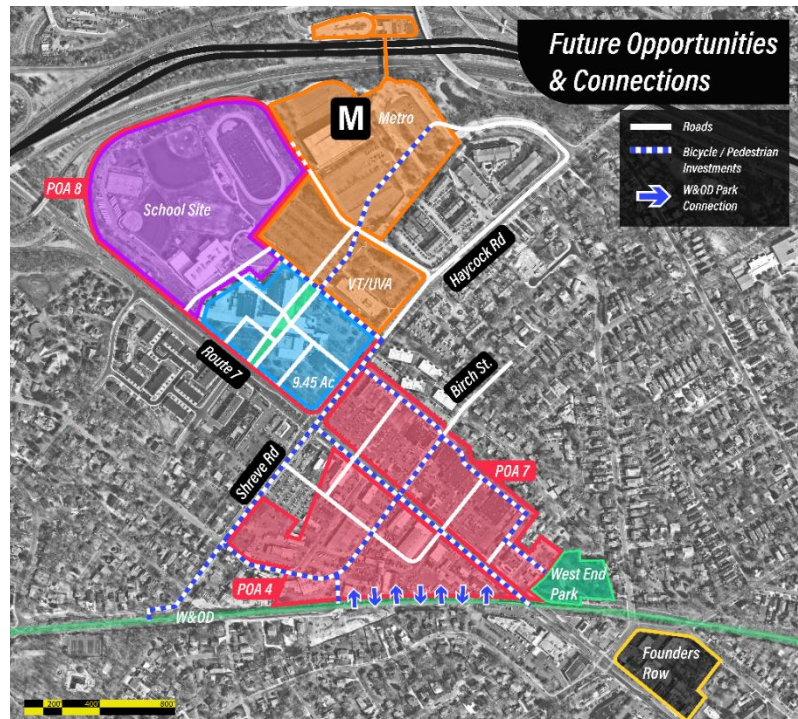 Future Opportunities
& Connections
Roads
Bicycle / Pedestrian
Investments
W&OD Park
Connection
M
Metro
POA 8
School Site
VT/UVA
Haycock Rd
Route 7
9.45 Ac
Birch St.
Shreve Rd
POA 7
POA 4
West End
Park
W&OD
Founders
Row
200' 400' 800'